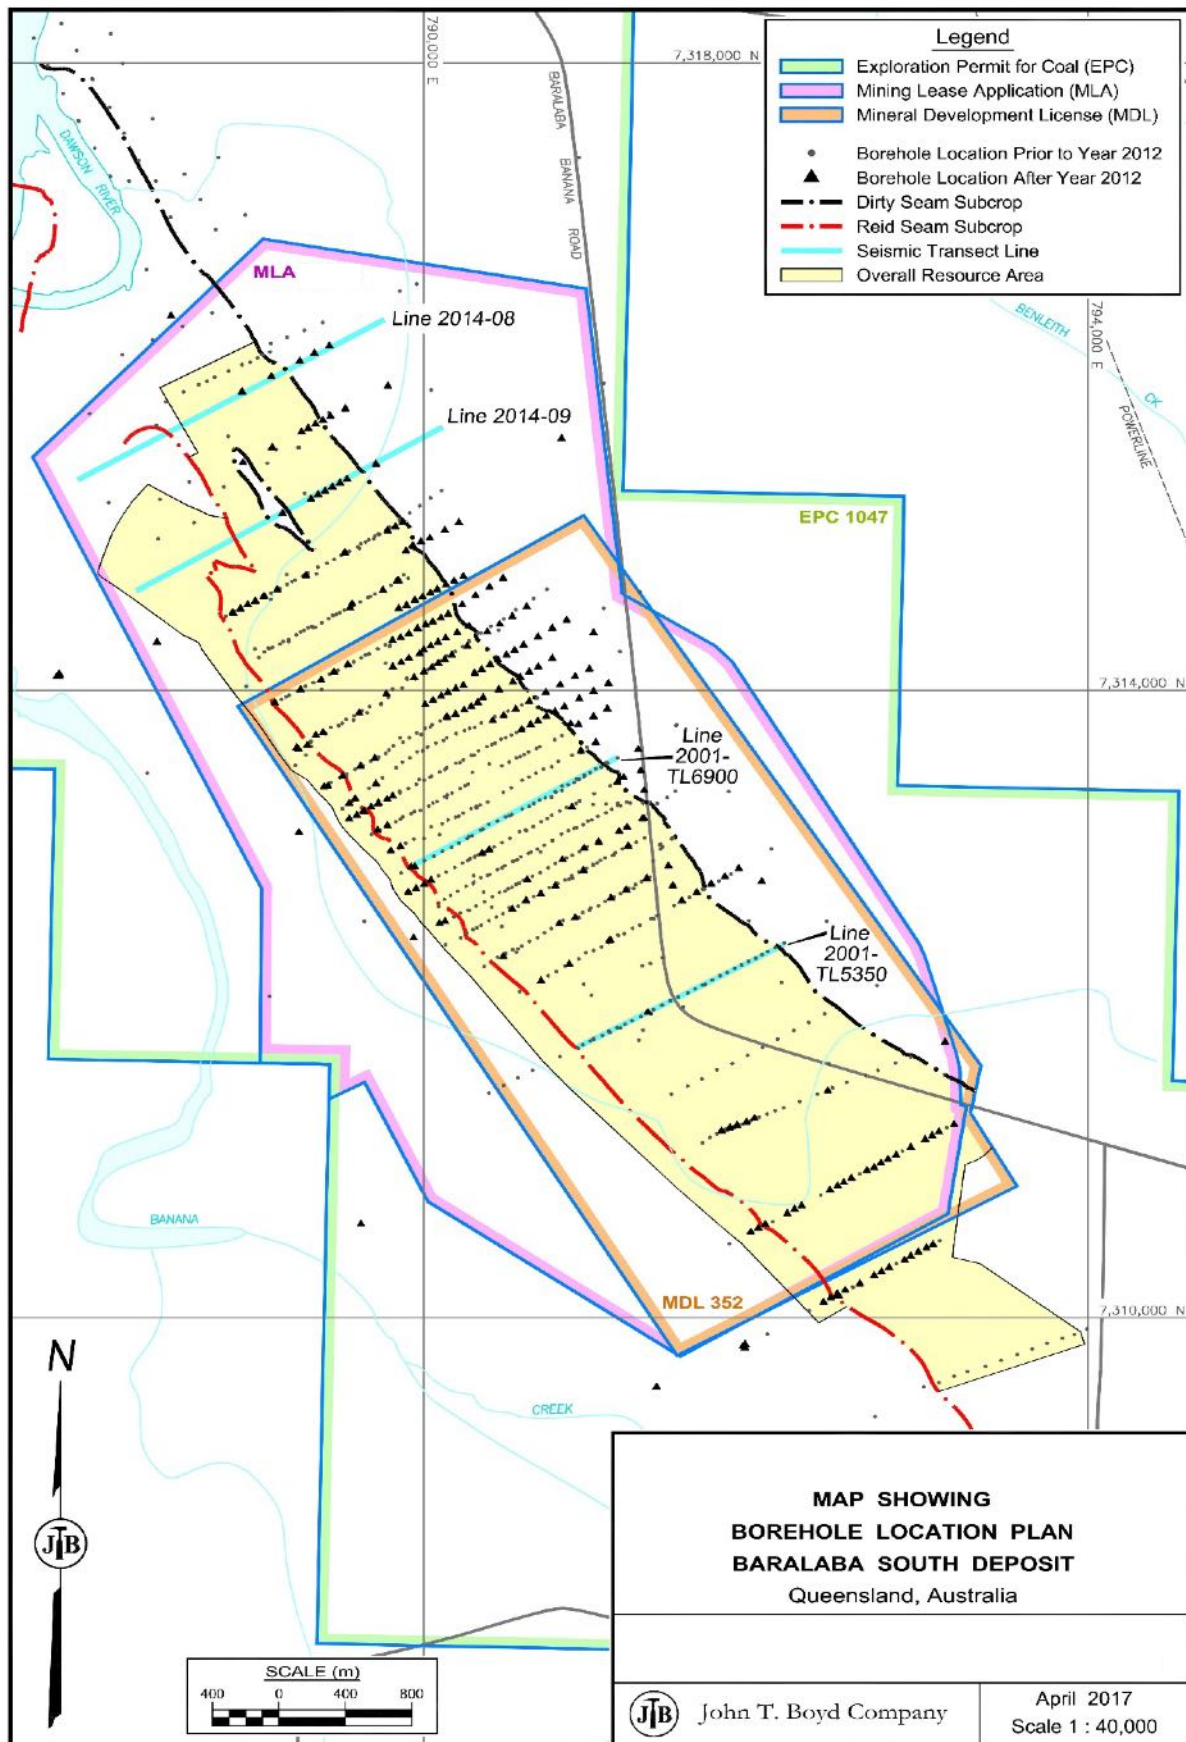 790,000 E
7,318,000 N
Legend
Exploration Permit for Coal (EPC)
Mining Lease Application (MLA)
Mineral Development License (MDL)
Borehole Location Prior to Year 2012
Borehole Location After Year 2012
Dirty Seam Subcrop
Reid Seam Subcrop
Seismic Transect Line
Overall Resource Area
DAWSON RIVER
BARALABA BANANA ROAD
MLA
Line 2014-08
Line 2014-09
BENLEITH CK
794,000 E
POWERLINE
EPC 1047
7,314,000 N
Line
2001-
TL6900
Line
2001-
TL5350
BANANA
MDL 352
7,310,000 N
CREEK
N
JTB
MAP SHOWING
BOREHOLE LOCATION PLAN
BARALABA SOUTH DEPOSIT
Queensland, Australia
SCALE (m)
400 0 400 800
JTB John T. Boyd Company
April 2017
Scale 1 : 40,000